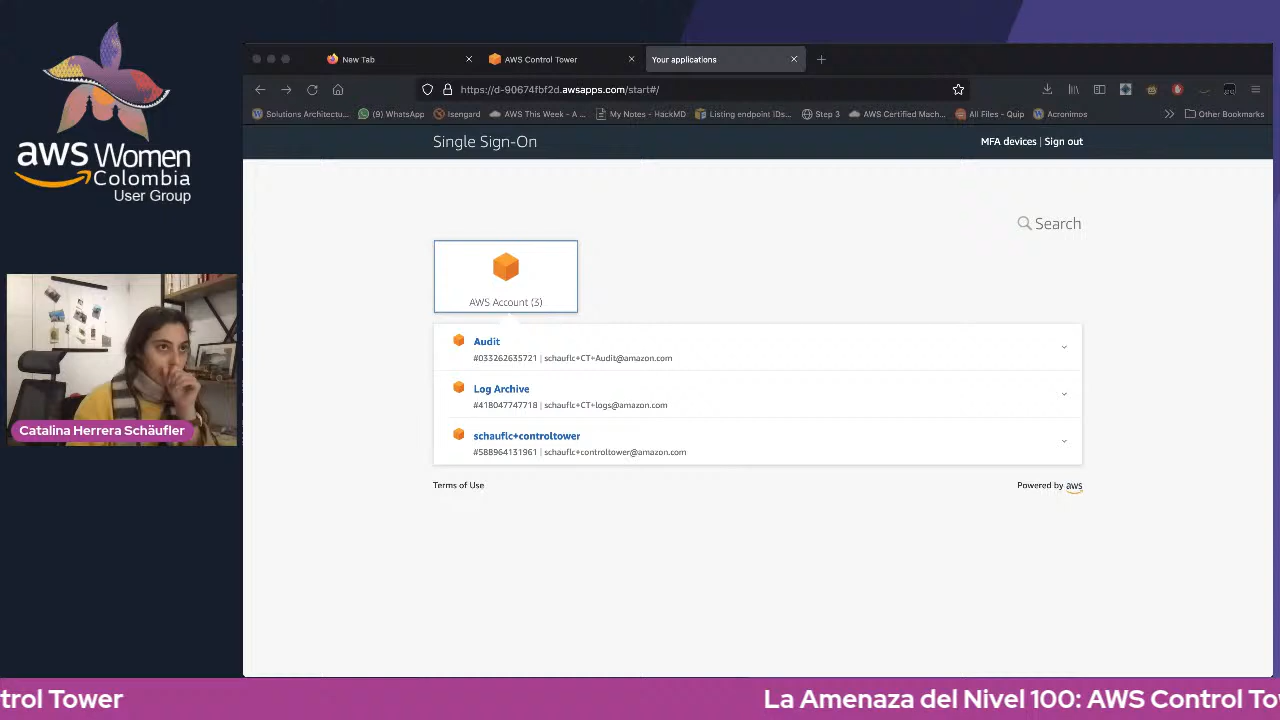 aws Women
Colombia
User Group
Catalina Herrera Schäufler
New Tab
AWS Control Tower
Your applications
https://d-90674fbf2d.awsapps.com/start#/
Solutions Architectu...
(9) WhatsApp
Isengard
AWS This Week - A ...
My Notes - HackMD
Listing endpoint IDs...
Step 3
AWS Certified Mach...
All Files - Quip
Acronimos
Other Bookmarks
Single Sign-On
MFA devices | Sign out
Search
AWS Account (3)
Audit
#033262635721 | schauflc+CT+Audit@amazon.com
Log Archive
#418047747718 | schauflc+CT+logs@amazon.com
schauflc+controltower
#588964131961 | schauflc+controltower@amazon.com
Terms of Use
Powered by aws
trol Tower
La Amenaza del Nivel 100: AWS Control To